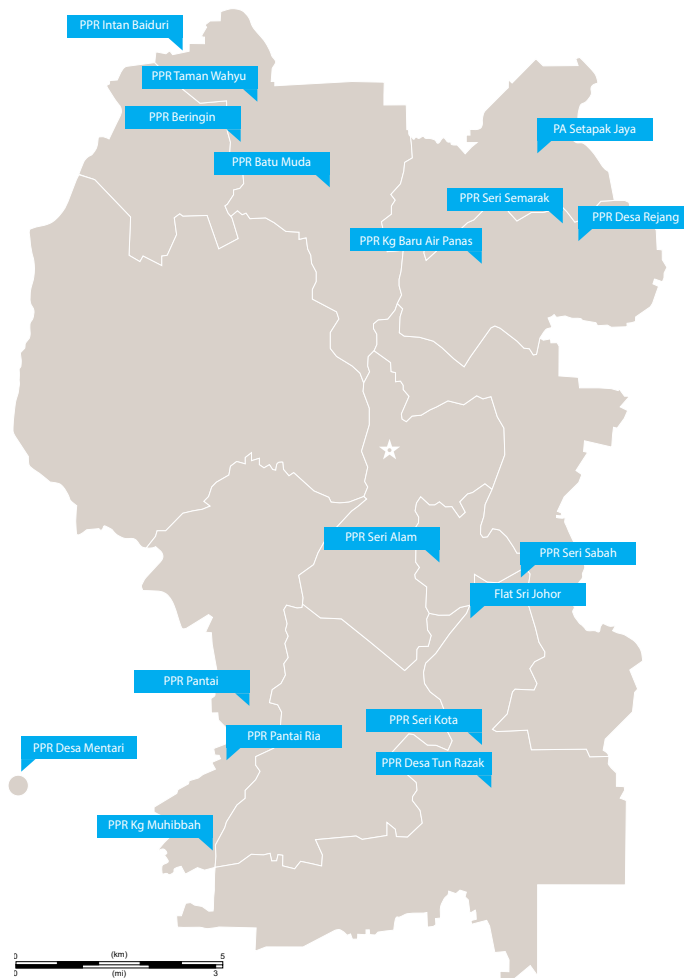 PPR Intan Baiduri
PPR Taman Wahyu
PPR Beringin
PA Setapak Jaya
PPR Batu Muda
PPR Seri Semarak
PPR Desa Rejang
PPR Kg Baru Air Panas
PPR Seri Alam
PPR Seri Sabah
Flat Sri Johor
PPR Pantai
PPR Seri Kota
PPR Pantai Ria
PPR Desa Mentari
PPR Desa Tun Razak
PPR Kg Muhibbah
0 (km) 5
0 (mi) 3